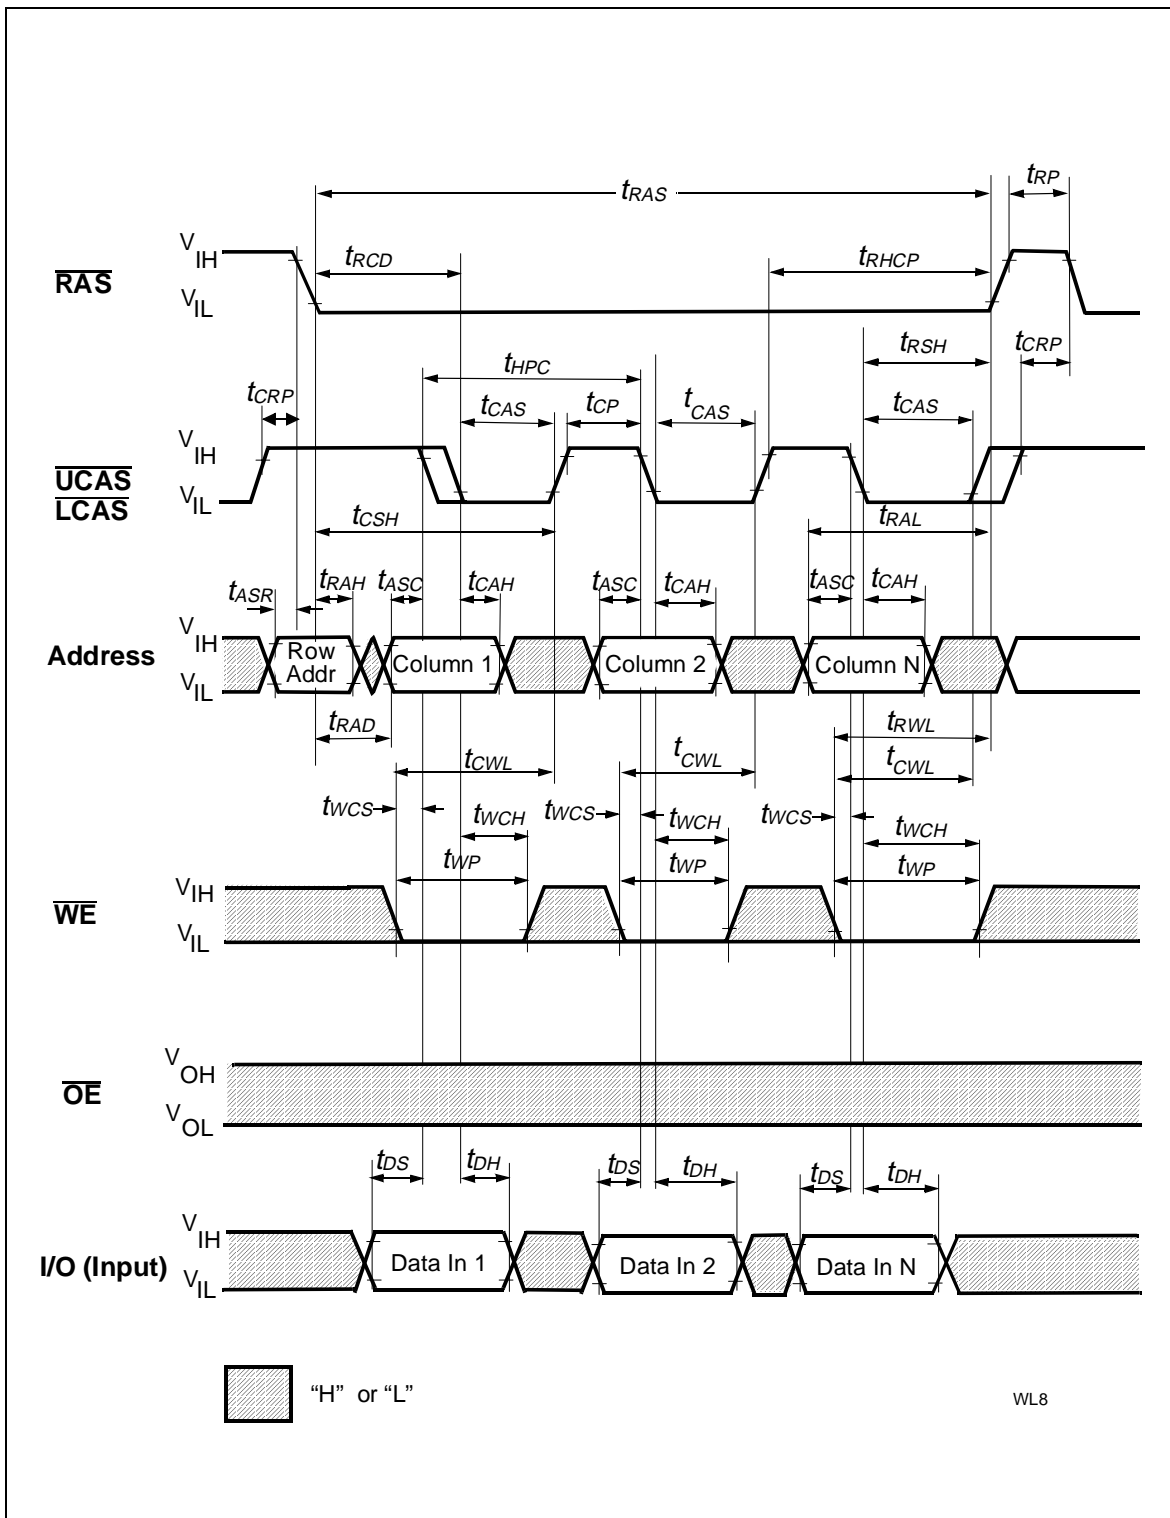 tRAS
tRP
VIH
RAS
VIL
tRCD
tRHCP
tRSH
tCRP
tHPC
tCRP
tCAS
tCP
tCAS
tCAS
VIH
UCAS
LCAS
VIL
tCSH
tRAL
tASR
tRAH
tASC
tCAH
tASC
tCAH
tASC
tCAH
VIH
Address
VIL
Row
Addr
Column 1
Column 2
Column N
tRAD
tRWL
tCWL
tCWL
tCWL
tWCS
tWCH
tWCS
tWCH
tWCS
tWCH
tWP
tWP
tWP
VIH
WE
VIL
VOH
OE
VOL
tDS
tDH
tDS
tDH
tDS
tDH
VIH
I/O (Input)
VIL
Data In 1
Data In 2
Data In N
“H” or “L”
WL8